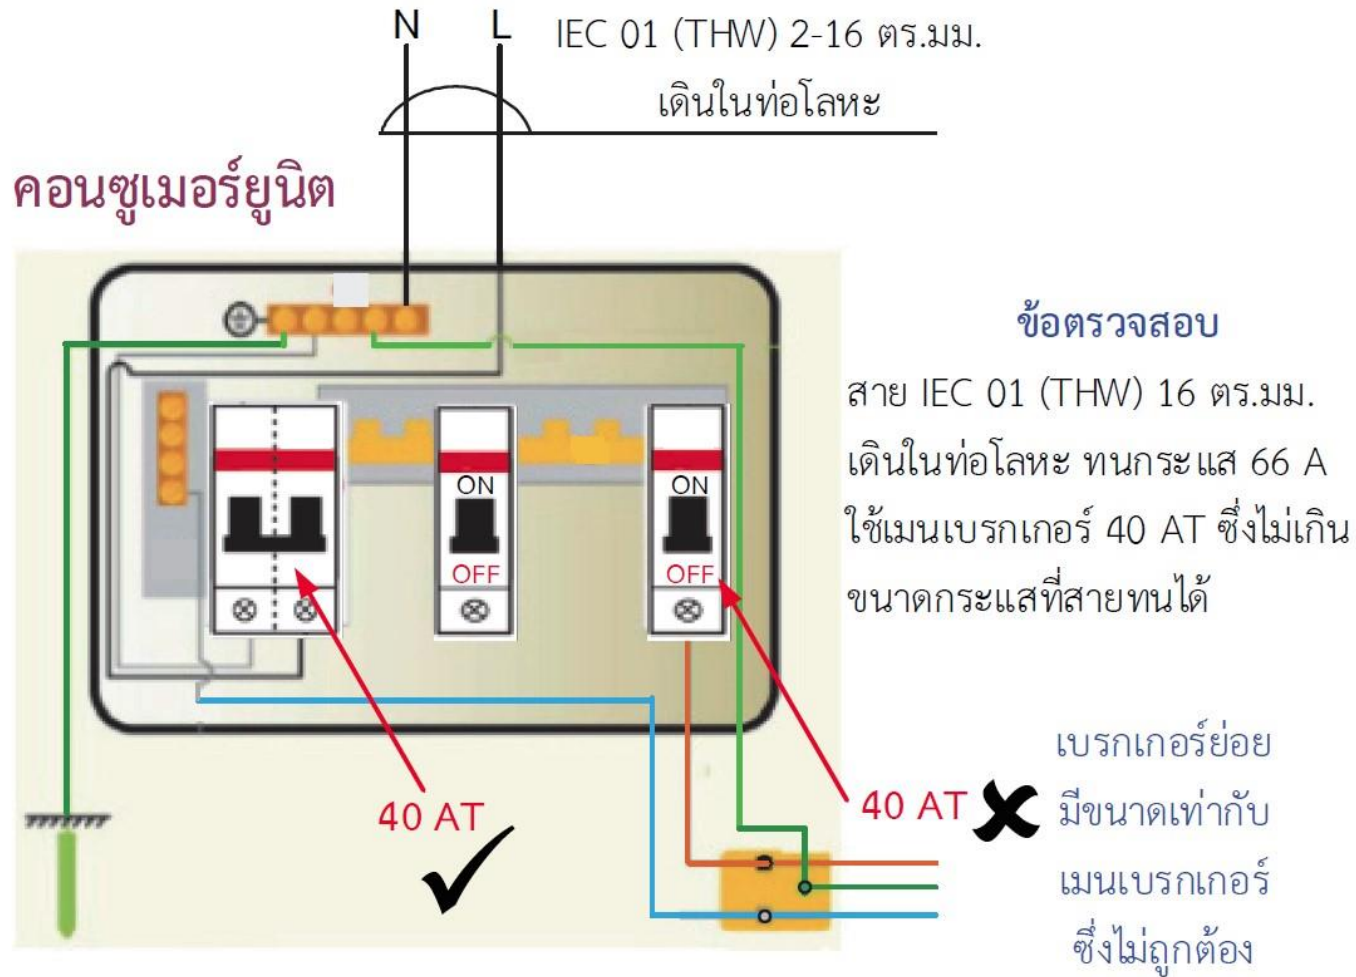 N L IEC 01 (THW) 2-16 ตร.มม.
เดินในท่อโลหะ
คอนซูเมอร์ยูนิต
ข้อตรวจสอบ
สาย IEC 01 (THW) 16 ตร.มม.
เดินในท่อโลหะ ทนกระแส 66 A
ใช้เมนเบรกเกอร์ 40 AT ซึ่งไม่เกิน
ขนาดกระแสที่สายทนได้
ON
OFF
ON
OFF
40 AT
40 AT
เบรกเกอร์ย่อย
มีขนาดเท่ากับ
เมนเบรกเกอร์
ซึ่งไม่ถูกต้อง